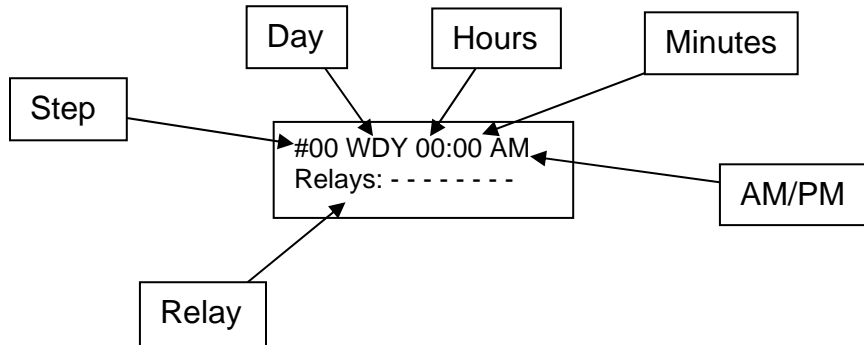 Day
Hours
Minutes
Step
#00 WDY 00:00 AM
Relays: - - - - - - - -
AM/PM
Relay